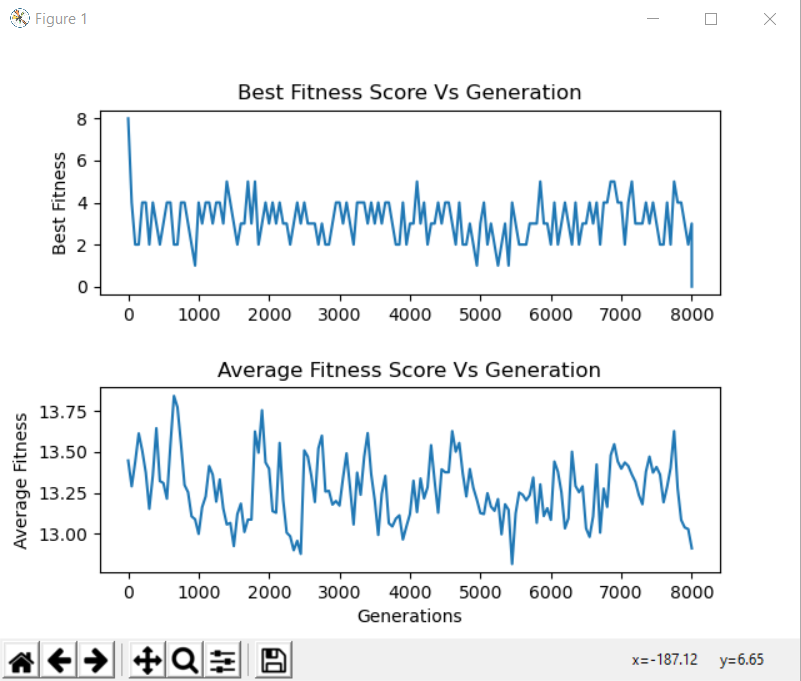 Figure 1
Best Fitness Score Vs Generation
Best Fitness
8
6
4
2
0
0 1000 2000 3000 4000 5000 6000 7000 8000
Average Fitness Score Vs Generation
Average Fitness
13.75
13.50
13.25
13.00
0 1000 2000 3000 4000 5000 6000 7000 8000
Generations
x=-187.12 y=6.65